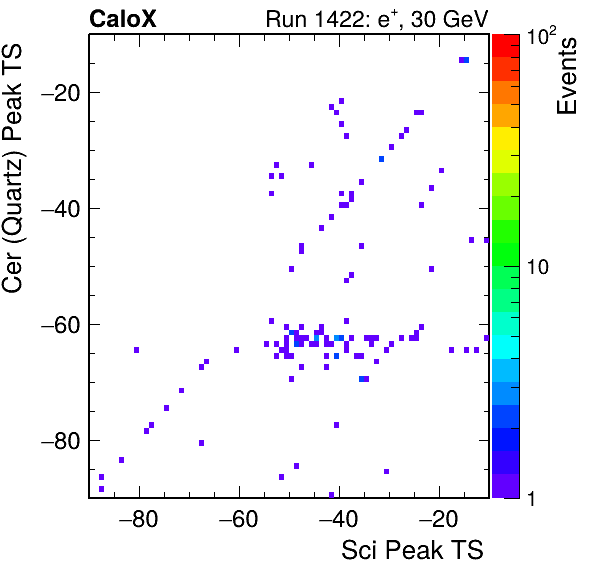 CaloX Run 1422: e⁺, 30 GeV
10²
Events
Cer (Quartz) Peak TS
−20
−40
−60
−80
10
1
−80 −60 −40 −20
Sci Peak TS